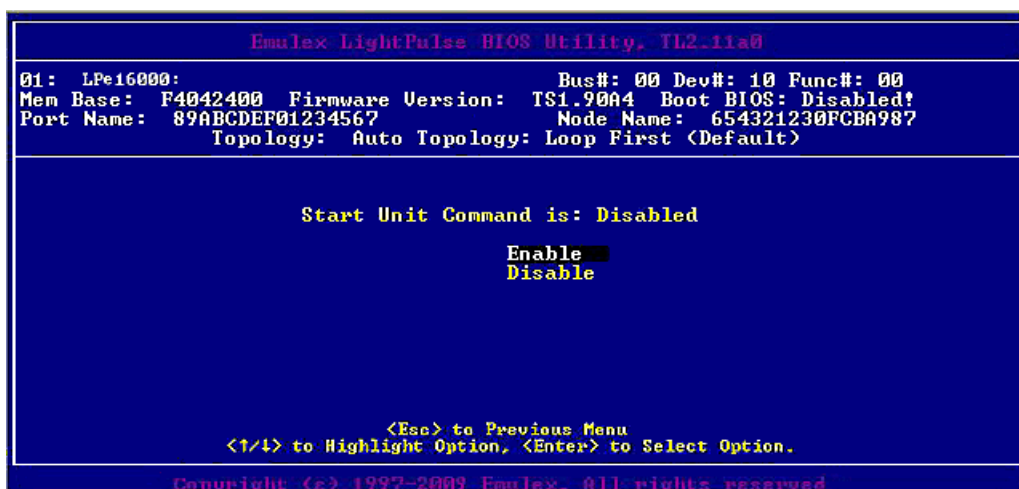 Emulex LightPulse BIOS Utility, TL2.11a0
01: LPe16000: Bus#: 00 Dev#: 10 Func#: 00
Mem Base: F4042400 Firmware Version: TS1.90A4 Boot BIOS: Disabled!
Port Name: 89ABCDEF01234567 Node Name: 654321230FCBA987
Topology: Auto Topology: Loop First (Default)
Start Unit Command is: Disabled
Enable
Disable
<Esc> to Previous Menu
<↑/↓> to Highlight Option, <Enter> to Select Option.
Copyright (c) 1997-2009 Emulex. All rights reserved